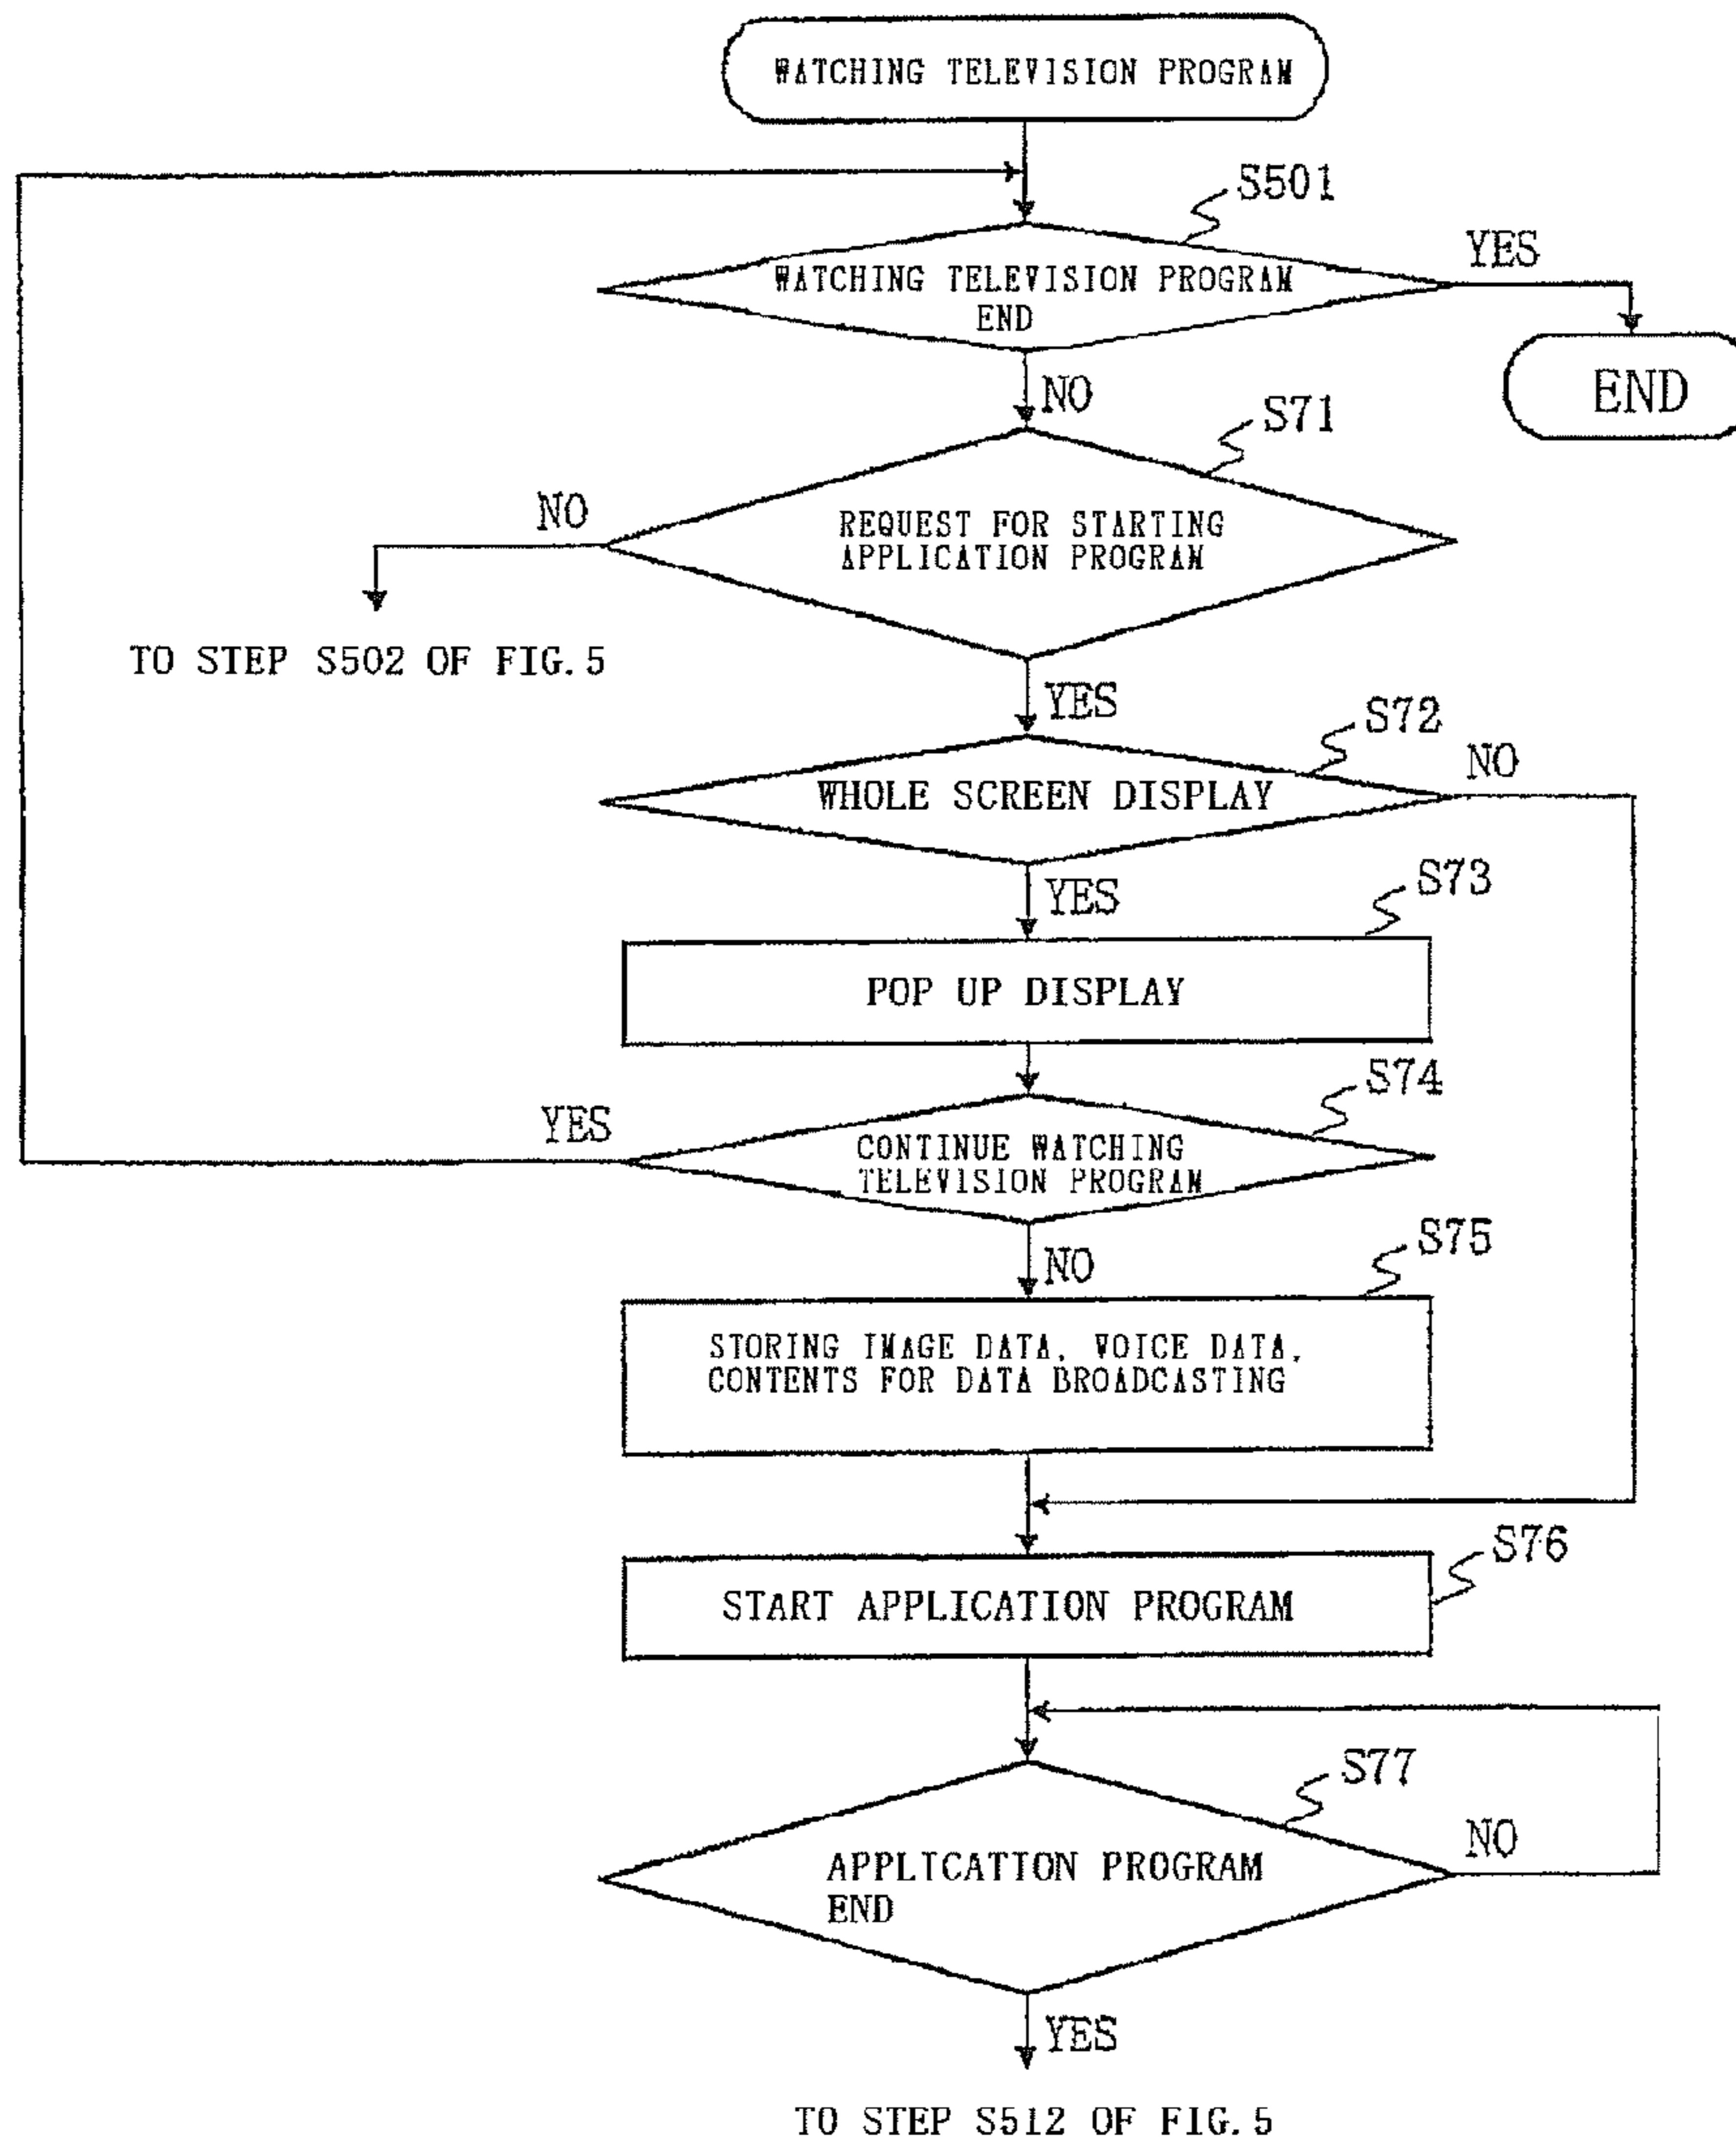 WATCHING TELEVISION PROGRAM
S501
WATCHING TELEVISION PROGRAM
END
YES
END
NO
S71
REQUEST FOR STARTING
APPLICATION PROGRAM
NO
TO STEP S502 OF FIG.5
YES
S72
WHOLE SCREEN DISPLAY
NO
YES
S73
POP UP DISPLAY
S74
YES
CONTINUE WATCHING
TELEVISION PROGRAM
NO
S75
STORING IMAGE DATA, VOICE DATA,
CONTENTS FOR DATA BROADCASTING
S76
START APPLICATION PROGRAM
S77
NO
APPLICATION PROGRAM
END
YES
TO STEP S512 OF FIG.5